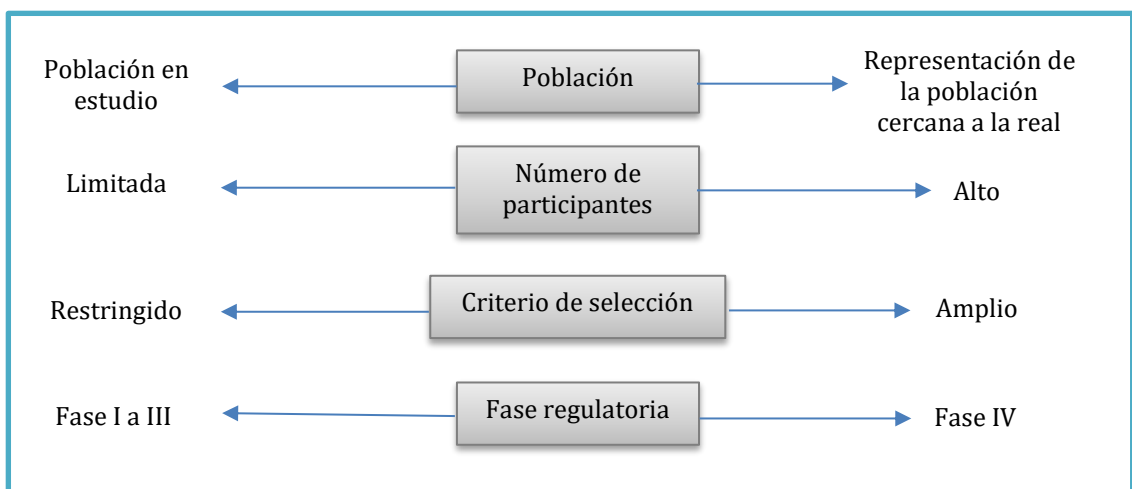 Población en
estudio
Población
Representación de
la población
cercana a la real
Limitada
Número de
participantes
Alto
Restringido
Criterio de selección
Amplio
Fase I a III
Fase regulatoria
Fase IV